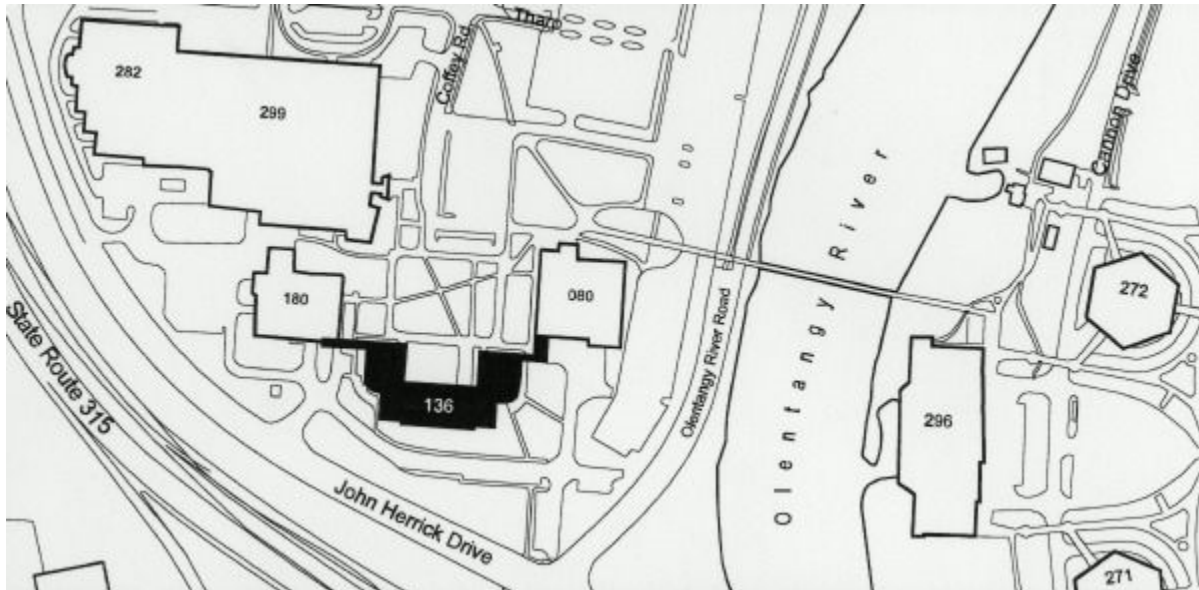 Tharp
Coffey Rd
282
299
Cannon Drive
Olentangy River
272
180
080
State Route 315
Olentangy River Road
136
296
John Herrick Drive
271